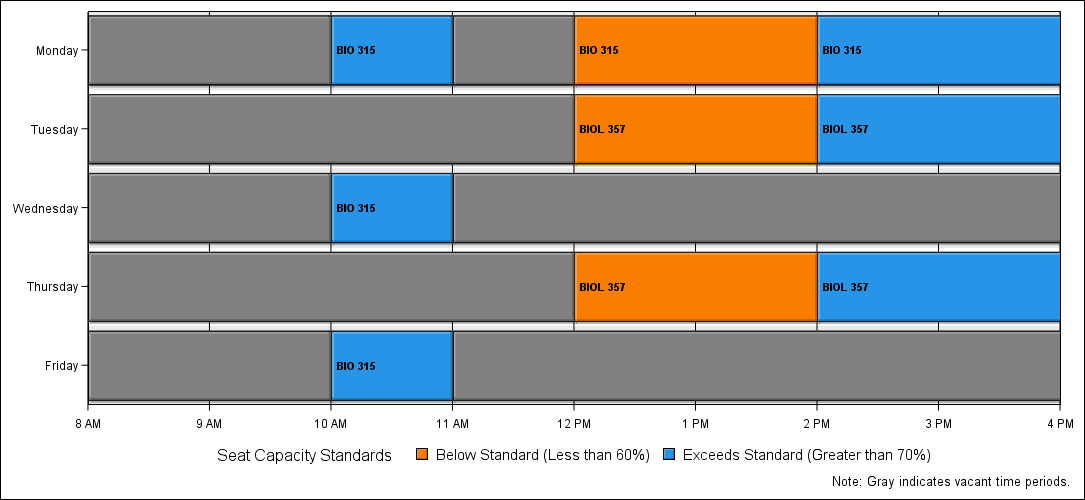 Monday BIO 315 BIO 315 BIO 315
Tuesday BIOL 357 BIOL 357
Wednesday BIO 315
Thursday BIOL 357 BIOL 357
Friday BIO 315
8 AM 9 AM 10 AM 11 AM 12 PM 1 PM 2 PM 3 PM 4 PM
Seat Capacity Standards Below Standard (Less than 60%) Exceeds Standard (Greater than 70%)
Note: Gray indicates vacant time periods.